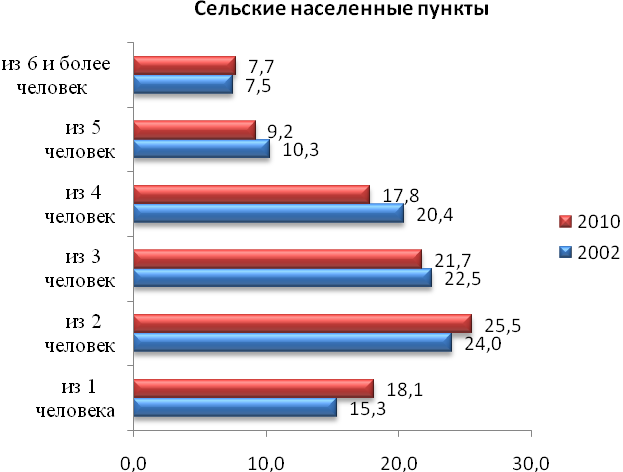 Сельские населенные пункты
из 6 и более
человек
7,7
7,5
из 5
человек
9,2
10,3
из 4
человек
17,8
20,4
из 3
человек
21,7
22,5
из 2
человек
25,5
24,0
из 1
человека
18,1
15,3
2010
2002
0,0 10,0 20,0 30,0